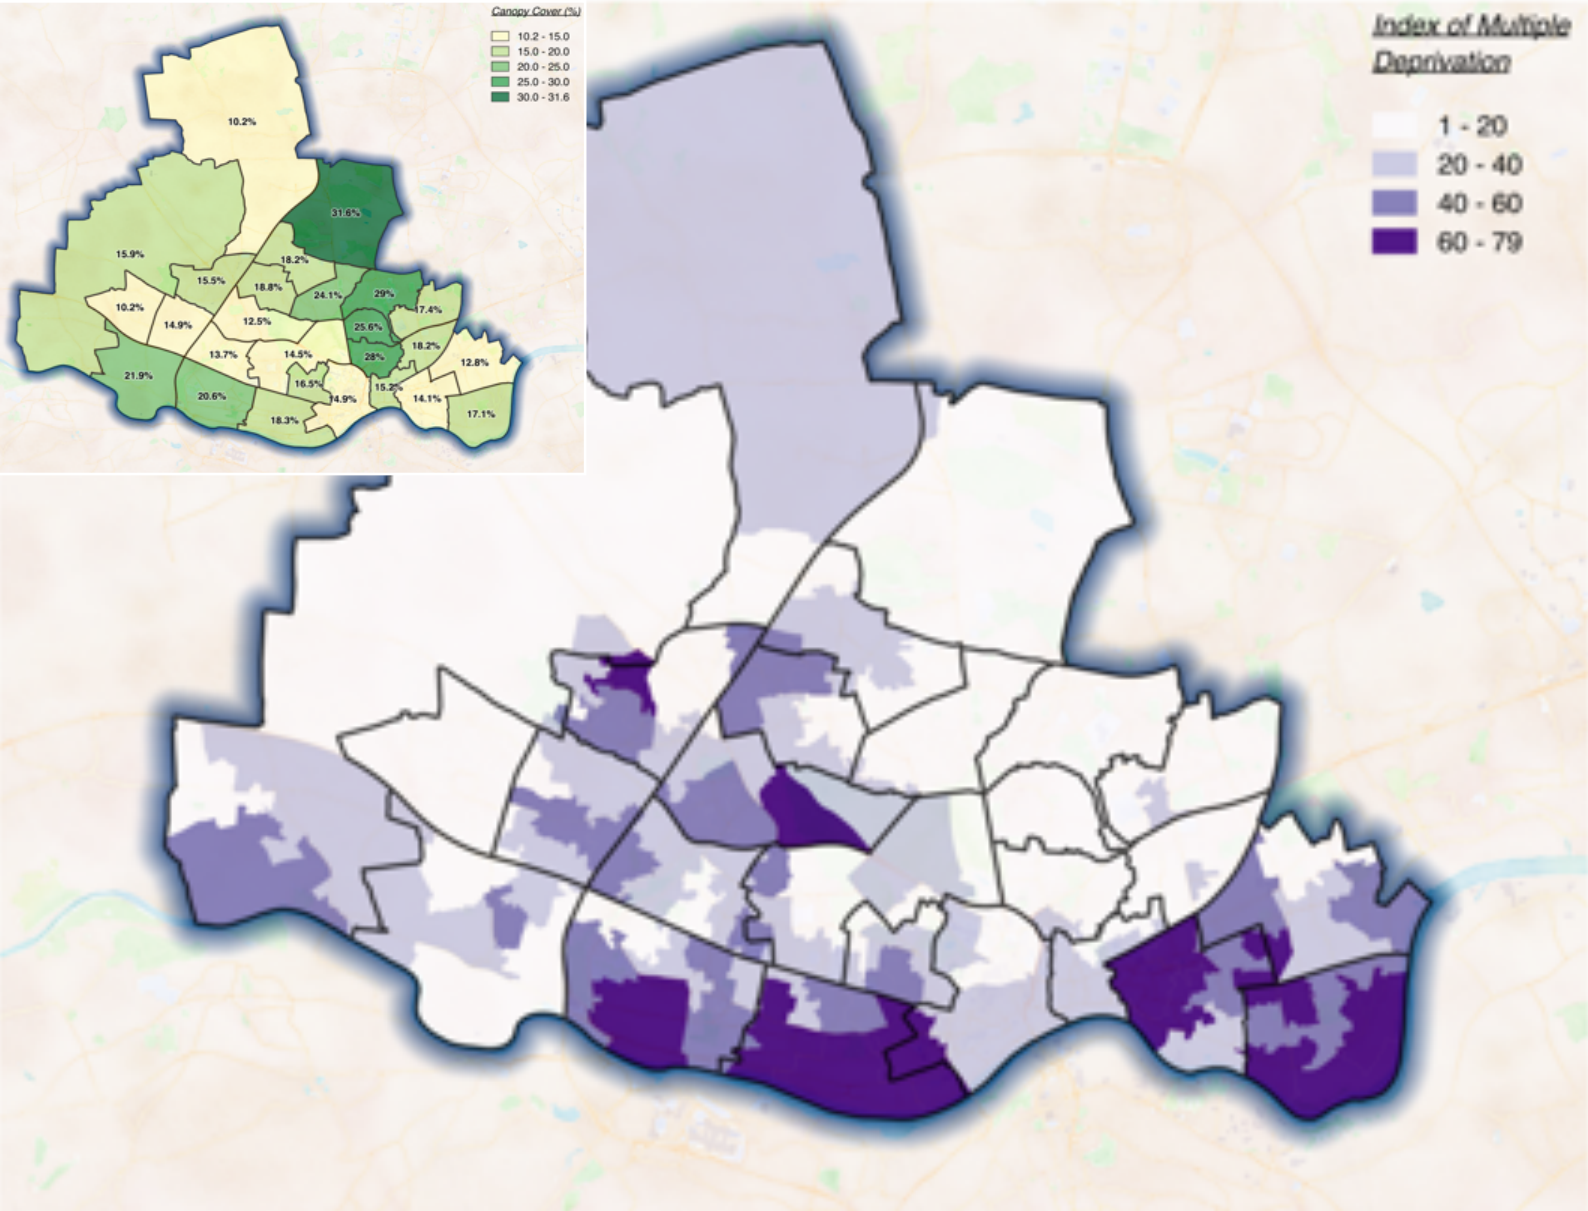 Canopy Cover (%)
10.2 - 15.0
15.0 - 20.0
20.0 - 25.0
25.0 - 30.0
30.0 - 31.6
10.2%
31.6%
15.9%
18.2%
15.5%
18.8%
24.1%
29%
10.2%
17.4%
14.9%
12.5%
25.6%
18.2%
13.7%
14.5%
28%
12.8%
21.9%
16.5%
15.2%
20.6%
14.9%
14.1%
18.3%
17.1%
Index of Multiple
Deprivation
1 - 20
20 - 40
40 - 60
60 - 79